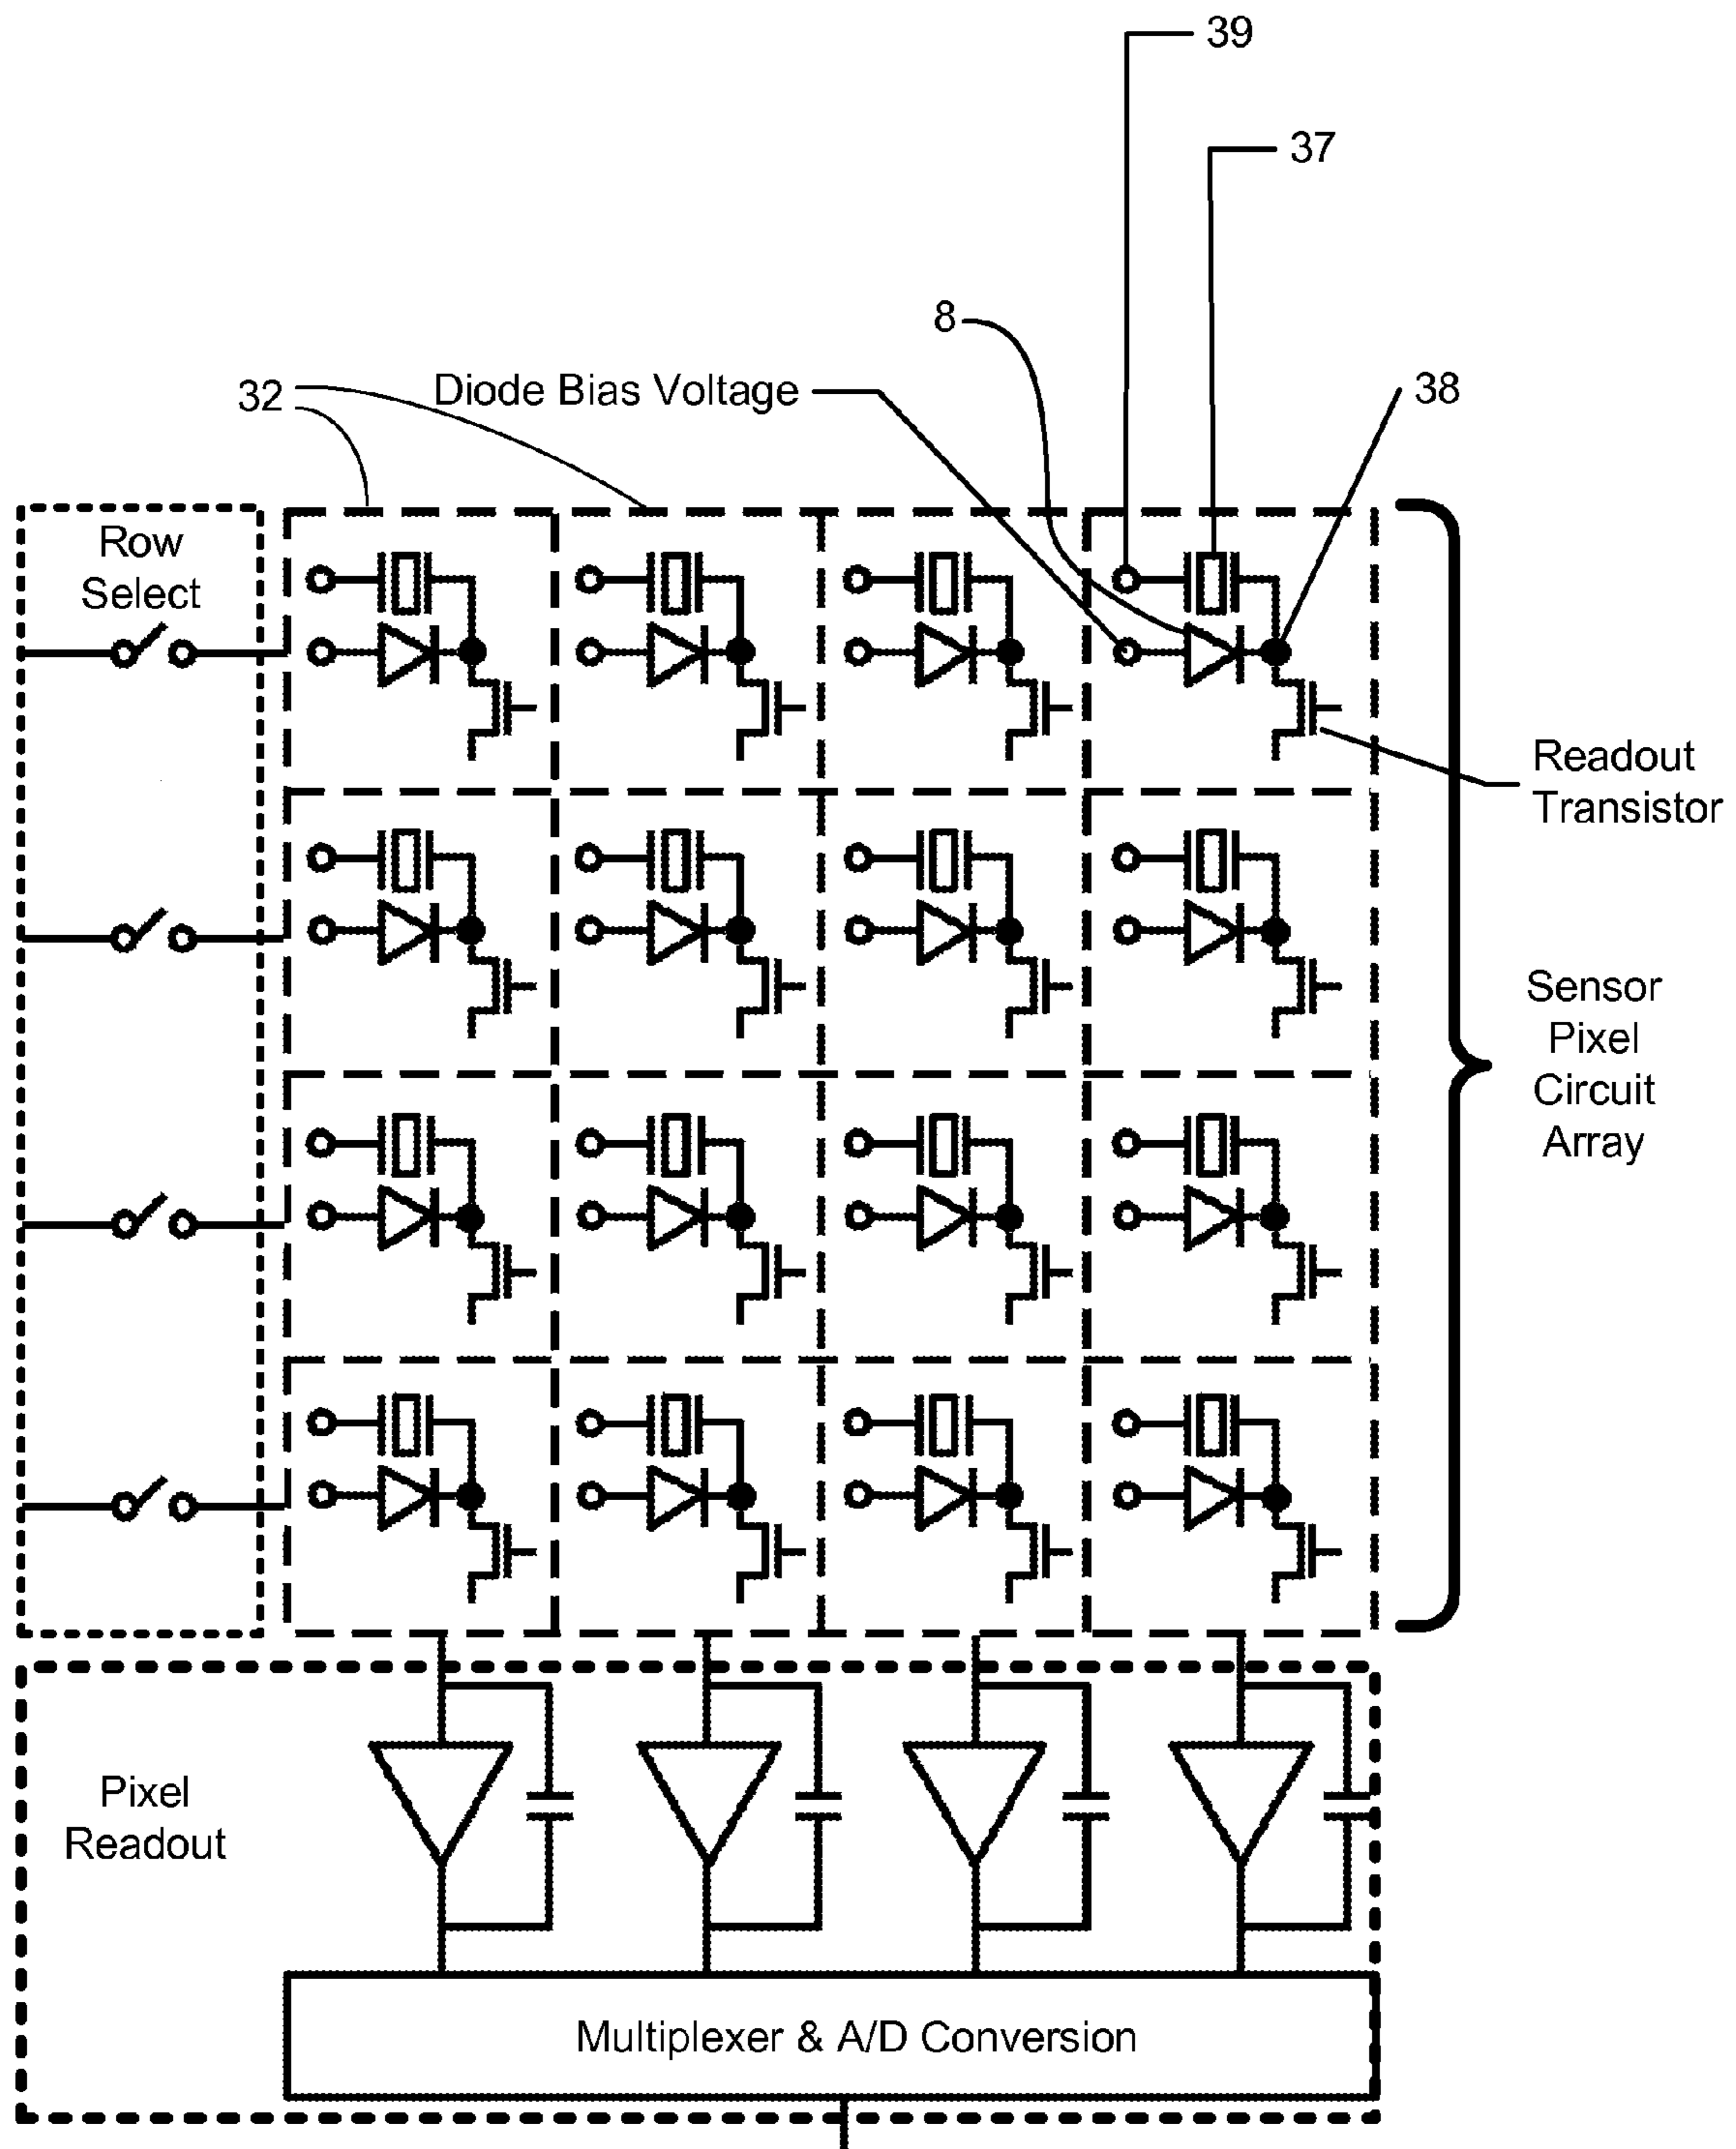 39
37
8
32
Diode Bias Voltage
38
Row
Select
Readout
Transistor
Sensor
Pixel
Circuit
Array
Pixel
Readout
Multiplexer & A/D Conversion